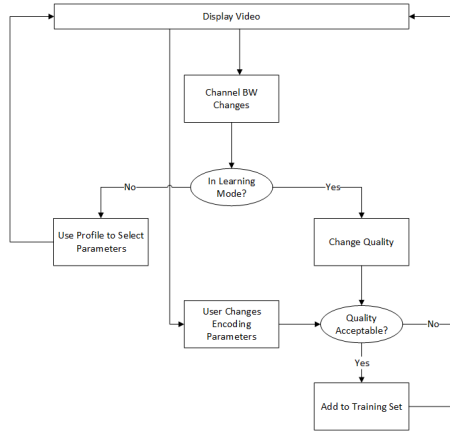 Display Video
Channel BW
Changes
In Learning
Mode?
No
Yes
Use Profile to Select
Parameters
Change Quality
User Changes
Encoding
Parameters
Quality
Acceptable?
No
Yes
Add to Training Set